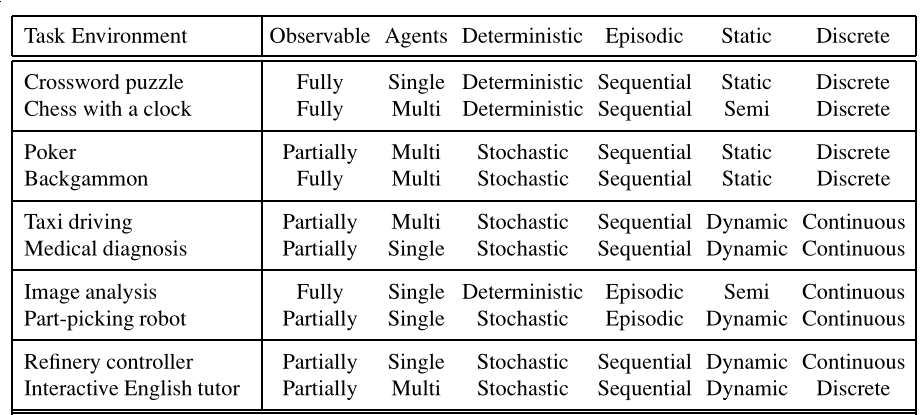 Task Environment Observable Agents Deterministic Episodic Static Discrete
Crossword puzzle Fully Single Deterministic Sequential Static Discrete
Chess with a clock Fully Multi Deterministic Sequential Semi Discrete
Poker Partially Multi Stochastic Sequential Static Discrete
Backgammon Fully Multi Stochastic Sequential Static Discrete
Taxi driving Partially Multi Stochastic Sequential Dynamic Continuous
Medical diagnosis Partially Single Stochastic Sequential Dynamic Continuous
Image analysis Fully Single Deterministic Episodic Semi Continuous
Part-picking robot Partially Single Stochastic Episodic Dynamic Continuous
Refinery controller Partially Single Stochastic Sequential Dynamic Continuous
Interactive English tutor Partially Multi Stochastic Sequential Dynamic Discrete